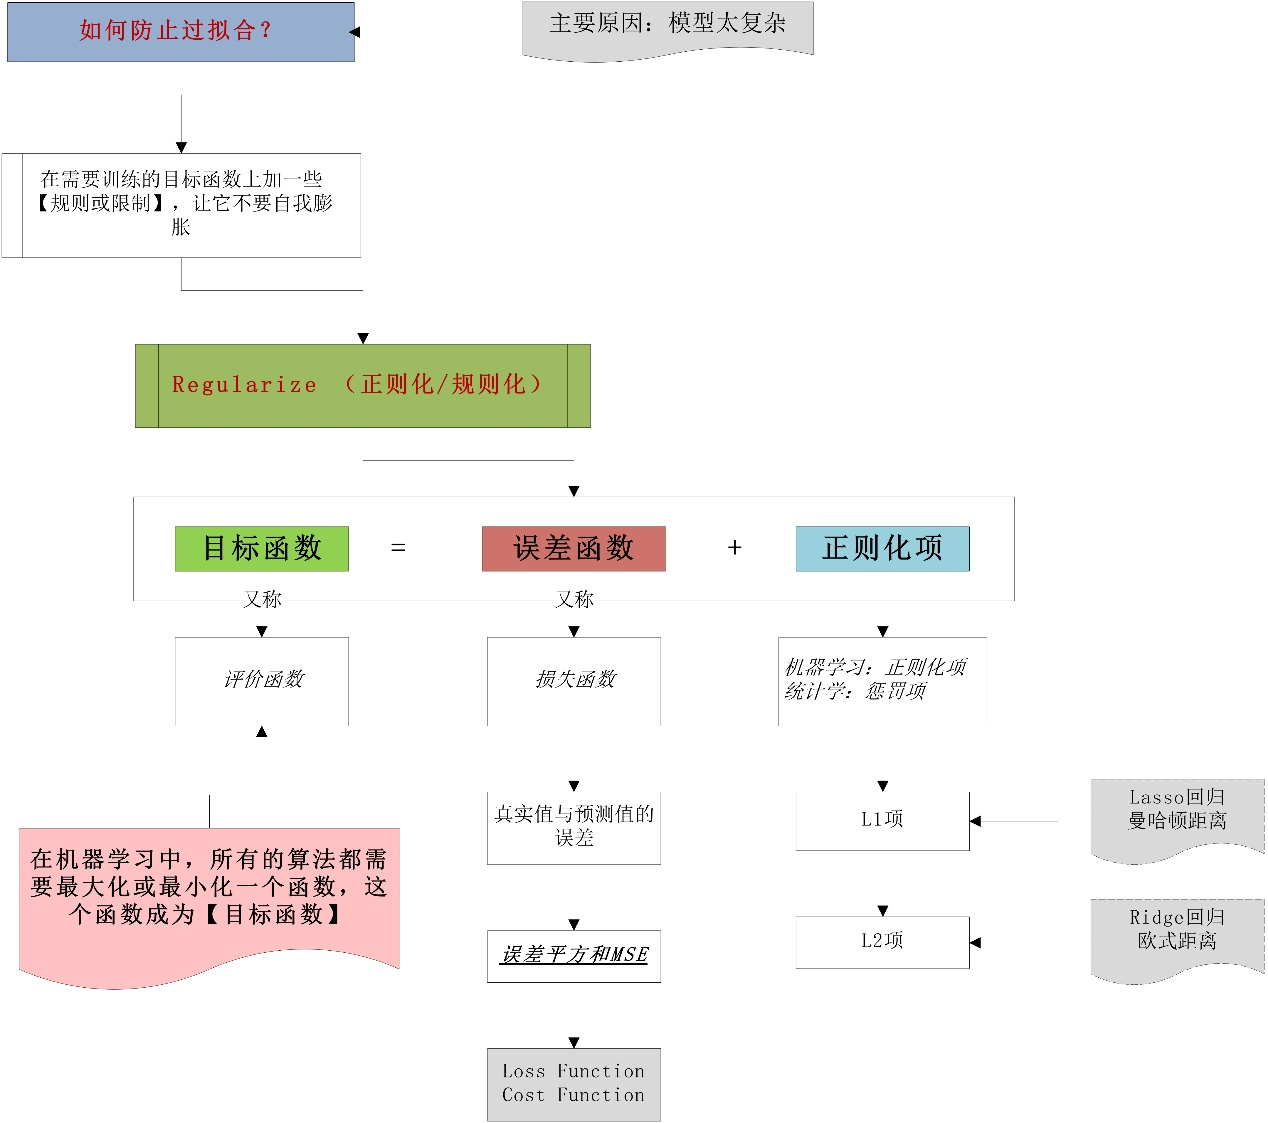 如何防止过拟合？
主要原因：模型太复杂
在需要训练的目标函数上加一些
【规则或限制】，让它不要自我膨
胀
Regularize （正则化/规则化）
目标函数 = 误差函数 + 正则化项
又称
又称
评价函数
损失函数
机器学习：正则化项
统计学：惩罚项
真实值与预测值的
误差
L1项
Lasso回归
曼哈顿距离
在机器学习中，所有的算法都需
要最大化或最小化一个函数，这
个函数成为【目标函数】
误差平方和MSE
L2项
Ridge回归
欧式距离
Loss Function
Cost Function